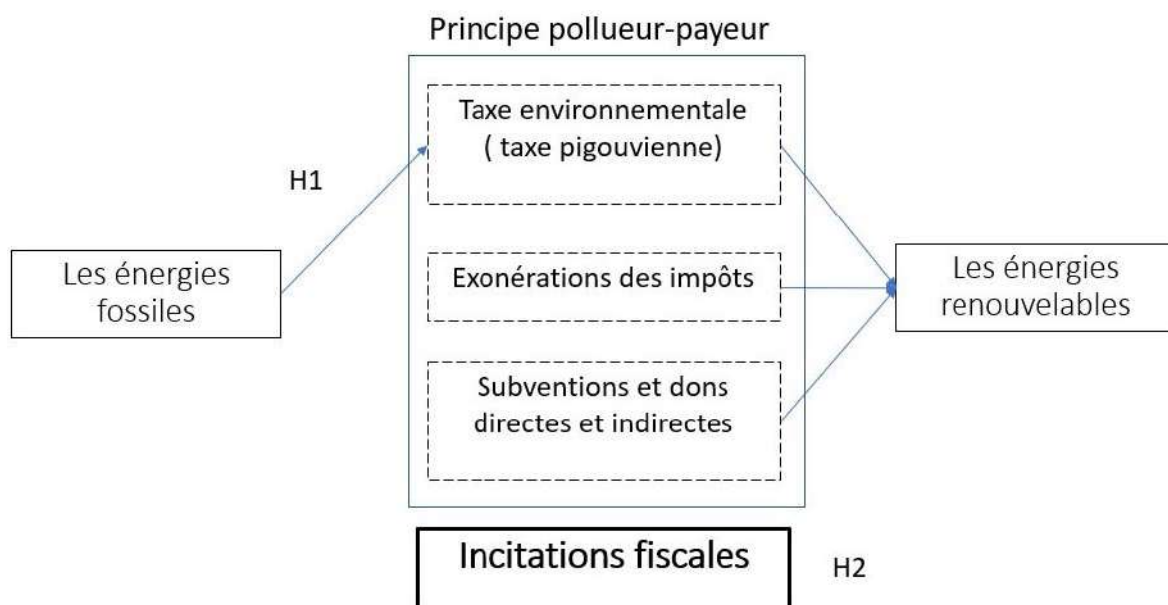 Principe pollueur-payeur
Taxe environnementale
( taxe pigouvienne)
H1
Les énergies
fossiles
Exonérations des impôts
Les énergies
renouvelables
Subventions et dons
directes et indirectes
Incitations fiscales
H2